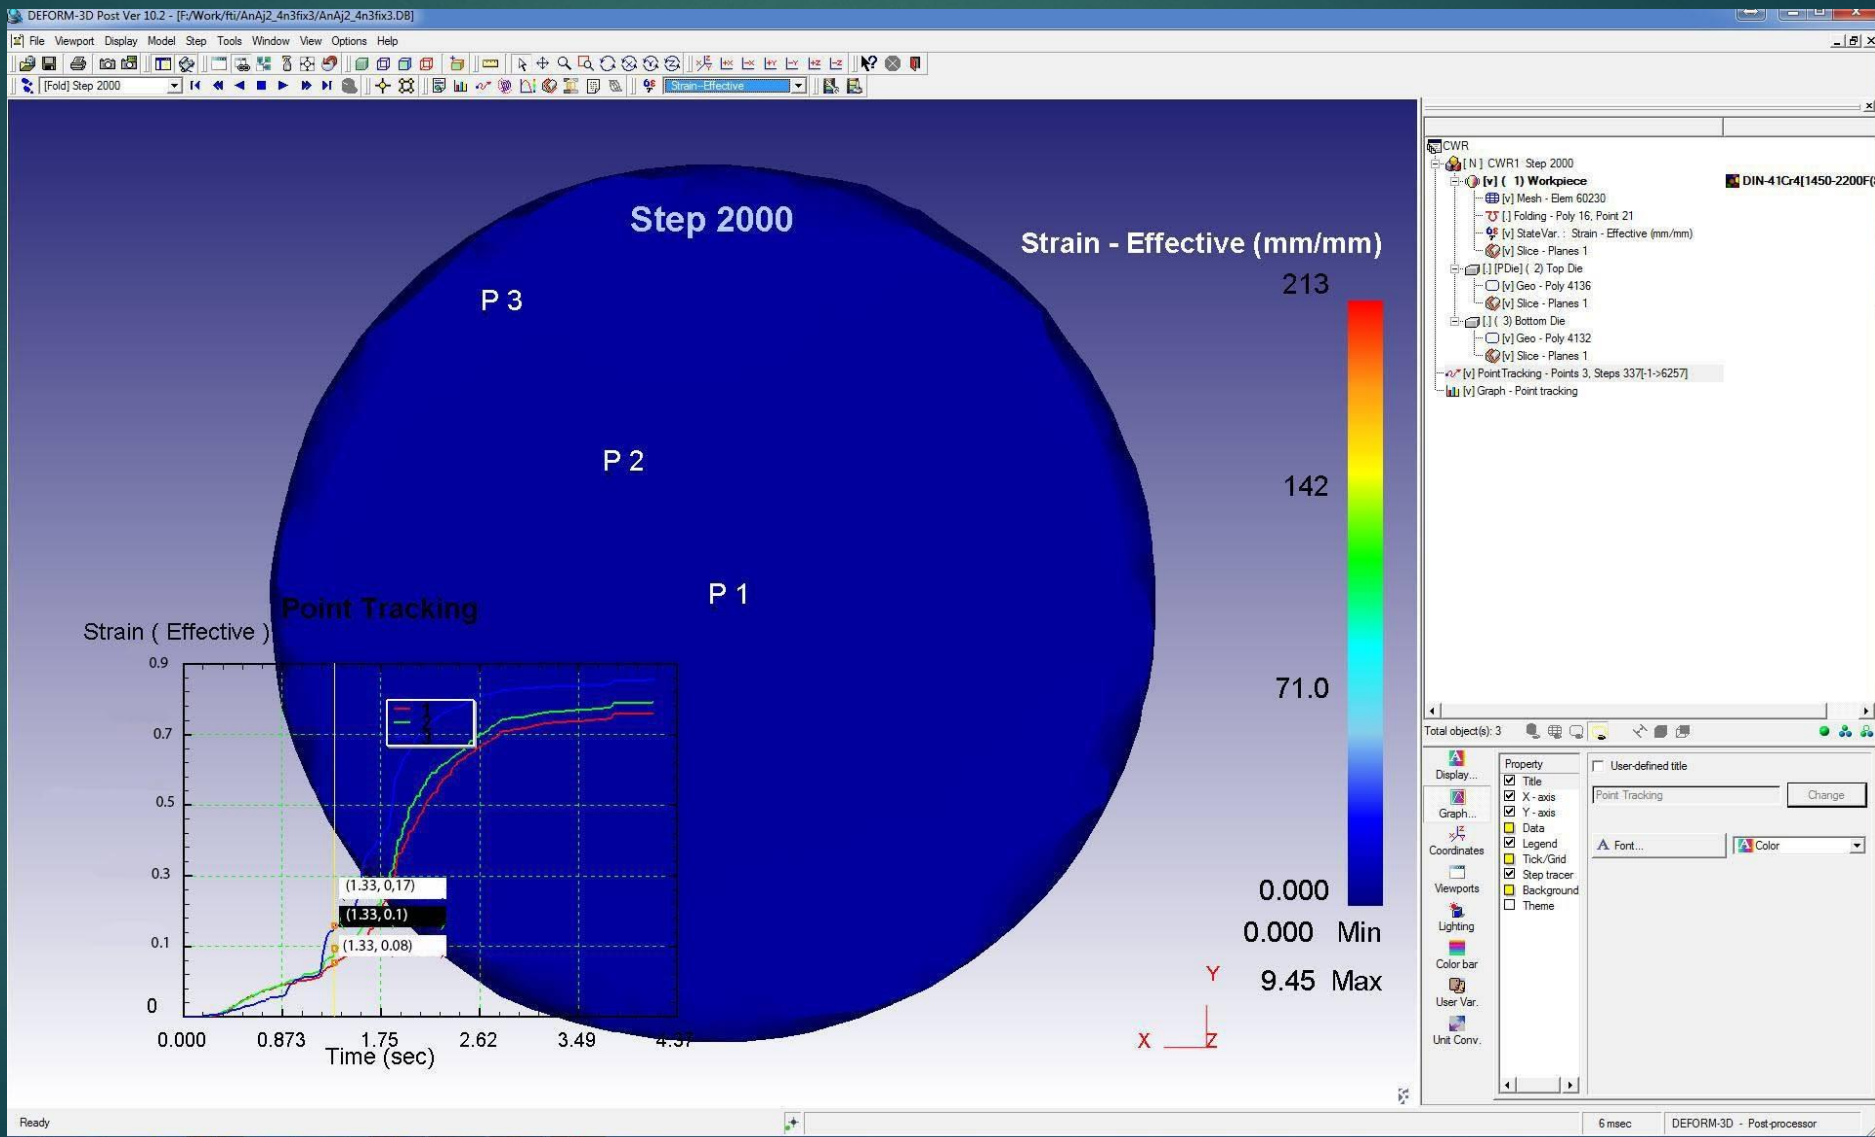 DEFORM-3D Post Ver 10.2 - [F:/Work/fti/AnAj2_4n3fix3/AnAj2_4n3fix3.DB]
File Viewport Display Model Step Tools Window View Options Help
[Fold] Step 2000
Strain-Effective
Step 2000
Strain - Effective (mm/mm)
213
142
71.0
0.000
0.000 Min
9.45 Max
P 3
P 2
P 1
Point Tracking
Strain ( Effective )
0.9
0.7
0.5
0.3
0.1
0
1
2
3
(1.33, 0,17)
(1.33, 0.1)
(1.33, 0.08)
0.000 0.873 1.75 2.62 3.49 4.37
Time (sec)
Y
X Z
CWR
[ N ] CWR1 Step 2000
[v] ( 1) Workpiece
DIN-41Cr4[1450-2200F(
[v] Mesh - Elem 60230
[.] Folding - Poly 16, Point 21
[v] StateVar. : Strain - Effective (mm/mm)
[v] Slice - Planes 1
[.] [PDie] ( 2) Top Die
[v] Geo - Poly 4136
[v] Slice - Planes 1
[.] ( 3) Bottom Die
[v] Geo - Poly 4132
[v] Slice - Planes 1
[v] PointTracking - Points 3, Steps 337[-1->6257]
[v] Graph - Point tracking
Total object(s): 3
Display...
Graph...
Coordinates
Viewports
Lighting
Color bar
User Var.
Unit Conv.
Property
Title
X - axis
Y - axis
Data
Legend
Tick/Grid
Step tracer
Background
Theme
User-defined title
Point Tracking
Change
Font...
Color
Ready
6 msec
DEFORM-3D - Post-processor